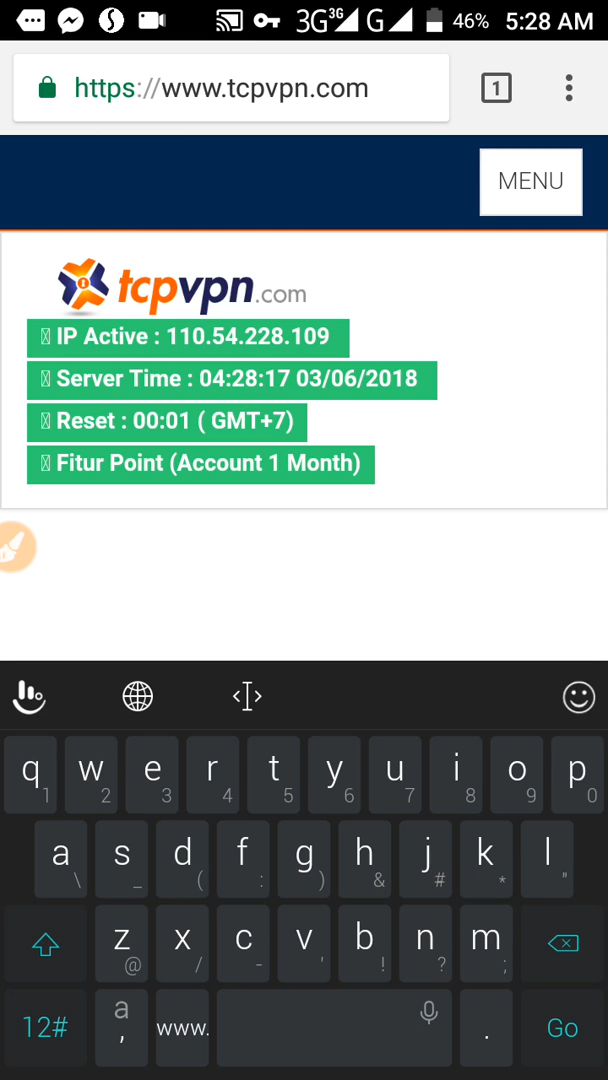 3G 3G G 46% 5:28 AM
https://www.tcpvpn.com 1
MENU
tcpvpn.com
IP Active : 110.54.228.109
Server Time : 04:28:17 03/06/2018
Reset : 00:01 ( GMT+7)
Fitur Point (Account 1 Month)
q w e r t y u i o p
1 2 3 4 5 6 7 8 9 0
a s d f g h j k l
\ _ ( : ) & # * "
z x c v b n m
@ / - ' ! ? ;
12# a , www. . Go